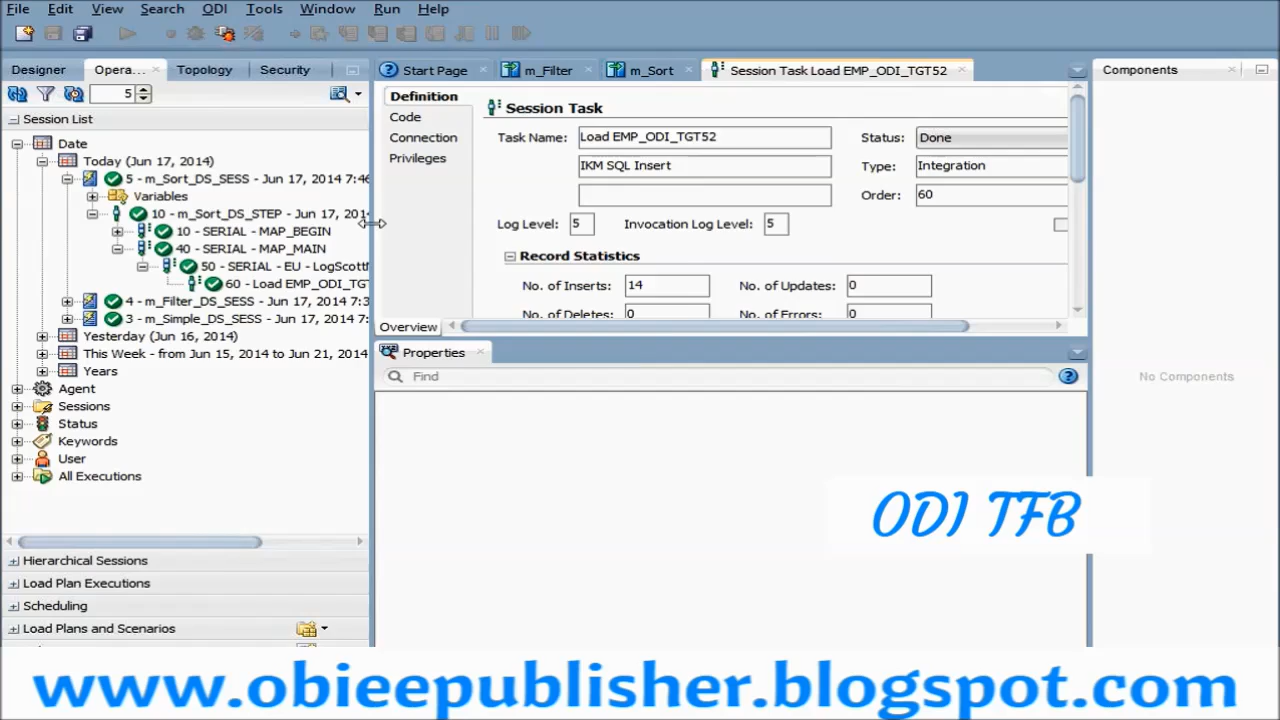 File Edit View Search ODI Tools Window Run Help
Designer Opera... Topology Security
Start Page m_Filter m_Sort Session Task Load EMP_ODI_TGT52
Components
5
Session List
Date
Today (Jun 17, 2014)
5 - m_Sort_DS_SESS - Jun 17, 2014 7:46
Variables
10 - m_Sort_DS_STEP - Jun 17, 201
10 - SERIAL - MAP_BEGIN
40 - SERIAL - MAP_MAIN
50 - SERIAL - EU - LogScott
60 - Load EMP_ODI_TG
4 - m_Filter_DS_SESS - Jun 17, 2014 7:3
3 - m_Simple_DS_SESS - Jun 17, 2014 7:
Yesterday (Jun 16, 2014)
This Week - from Jun 15, 2014 to Jun 21, 2014
Years
Agent
Sessions
Status
Keywords
User
All Executions
Hierarchical Sessions
Load Plan Executions
Scheduling
Load Plans and Scenarios
Definition
Code
Connection
Privileges
Overview
Session Task
Task Name: Load EMP_ODI_TGT52 Status: Done
IKM SQL Insert Type: Integration
Order: 60
Log Level: 5 Invocation Log Level: 5
Record Statistics
No. of Inserts: 14 No. of Updates: 0
No. of Deletes: 0 No. of Errors: 0
Properties
Find
No Components
ODI TFB
www.obieepublisher.blogspot.com